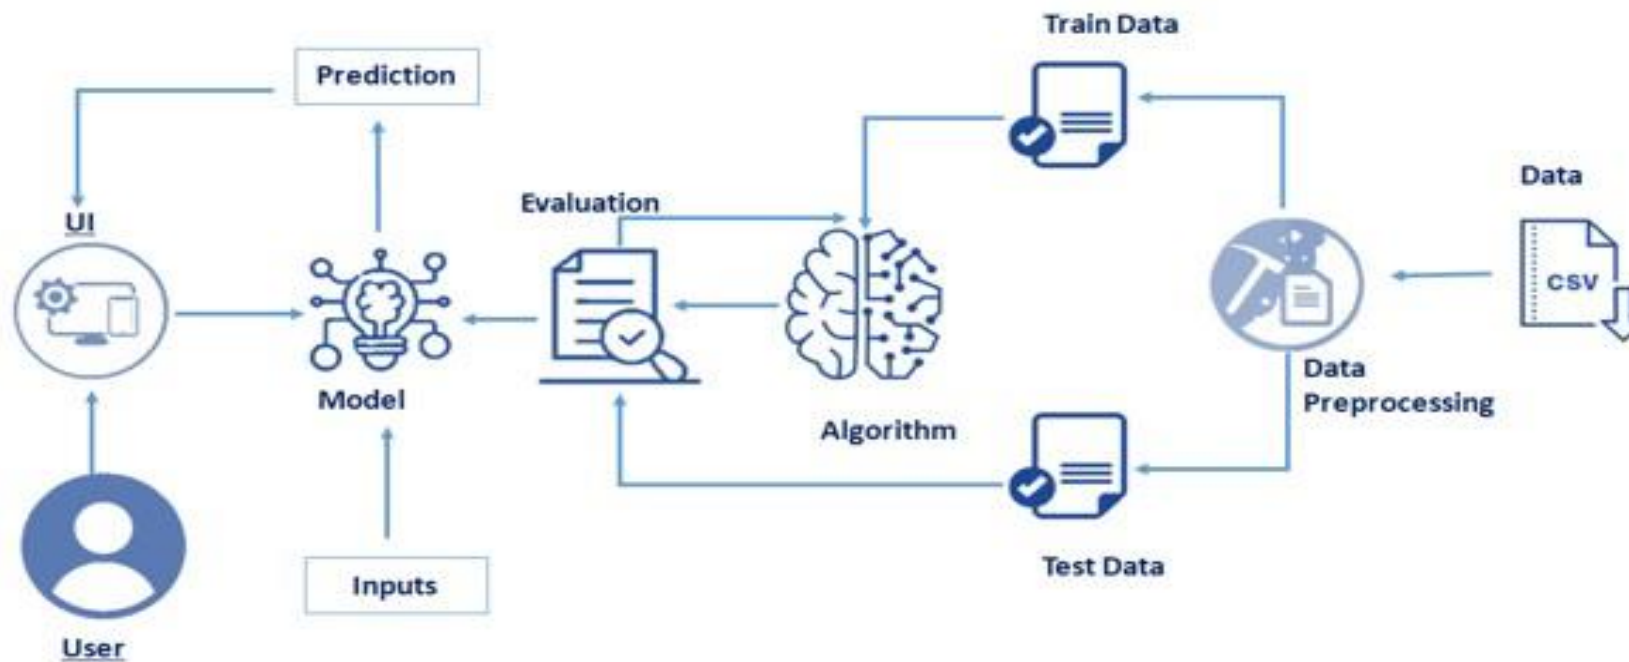 Train Data
Prediction
Data
Evaluation
UI
CSV
Data
Preprocessing
Model
Algorithm
Test Data
Inputs
User